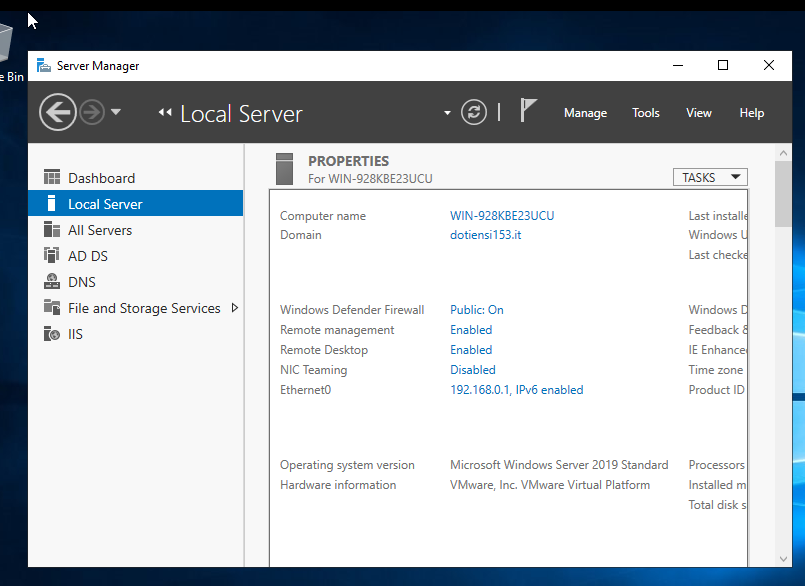 e Bin
Server Manager
Local Server
Manage Tools View Help
Dashboard
Local Server
All Servers
AD DS
DNS
File and Storage Services
IIS
PROPERTIES
For WIN-928KBE23UCU
TASKS
Computer name WIN-928KBE23UCU Last installe
Domain dotiensi153.it Windows U
Last checke
Windows Defender Firewall Public: On Windows D
Remote management Enabled Feedback &
Remote Desktop Enabled IE Enhance
NIC Teaming Disabled Time zone
Ethernet0 192.168.0.1, IPv6 enabled Product ID
Operating system version Microsoft Windows Server 2019 Standard Processors
Hardware information VMware, Inc. VMware Virtual Platform Installed m
Total disk s